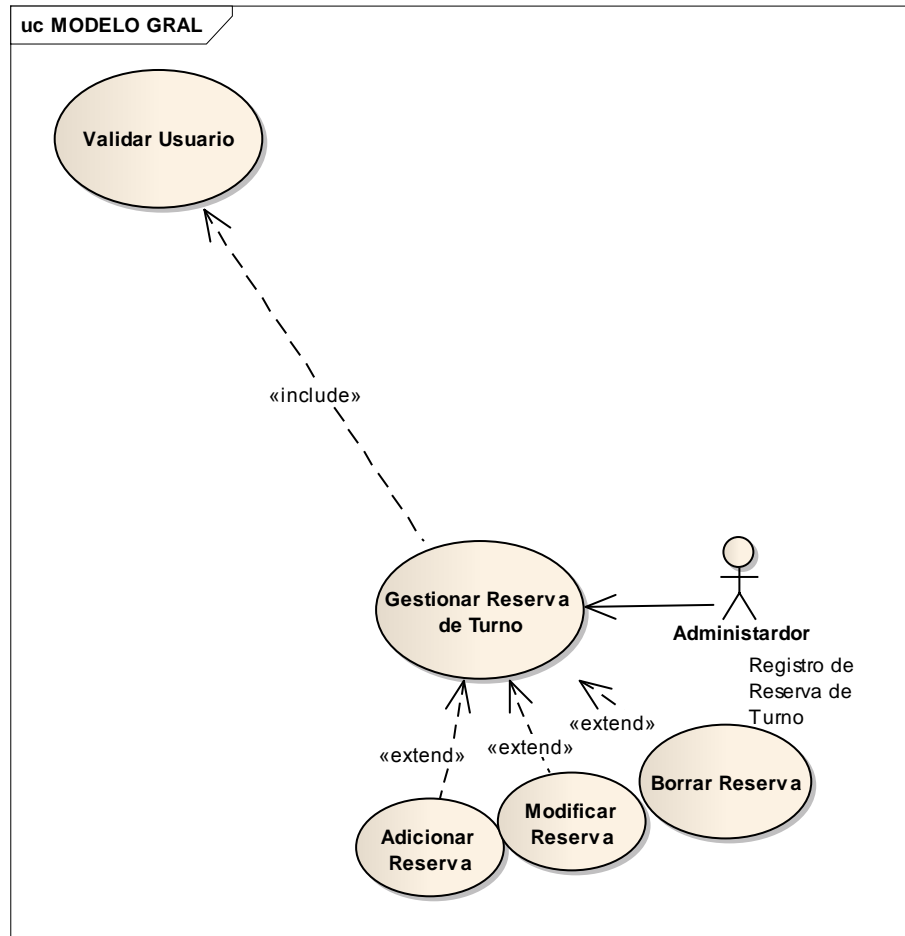 uc MODELO GRAL
Validar Usuario
«include»
Gestionar Reserva
de Turno
Administardor
Registro de
Reserva de
Turno
«extend»
«extend»
«extend»
Borrar Reserva
Modificar
Reserva
Adicionar
Reserva